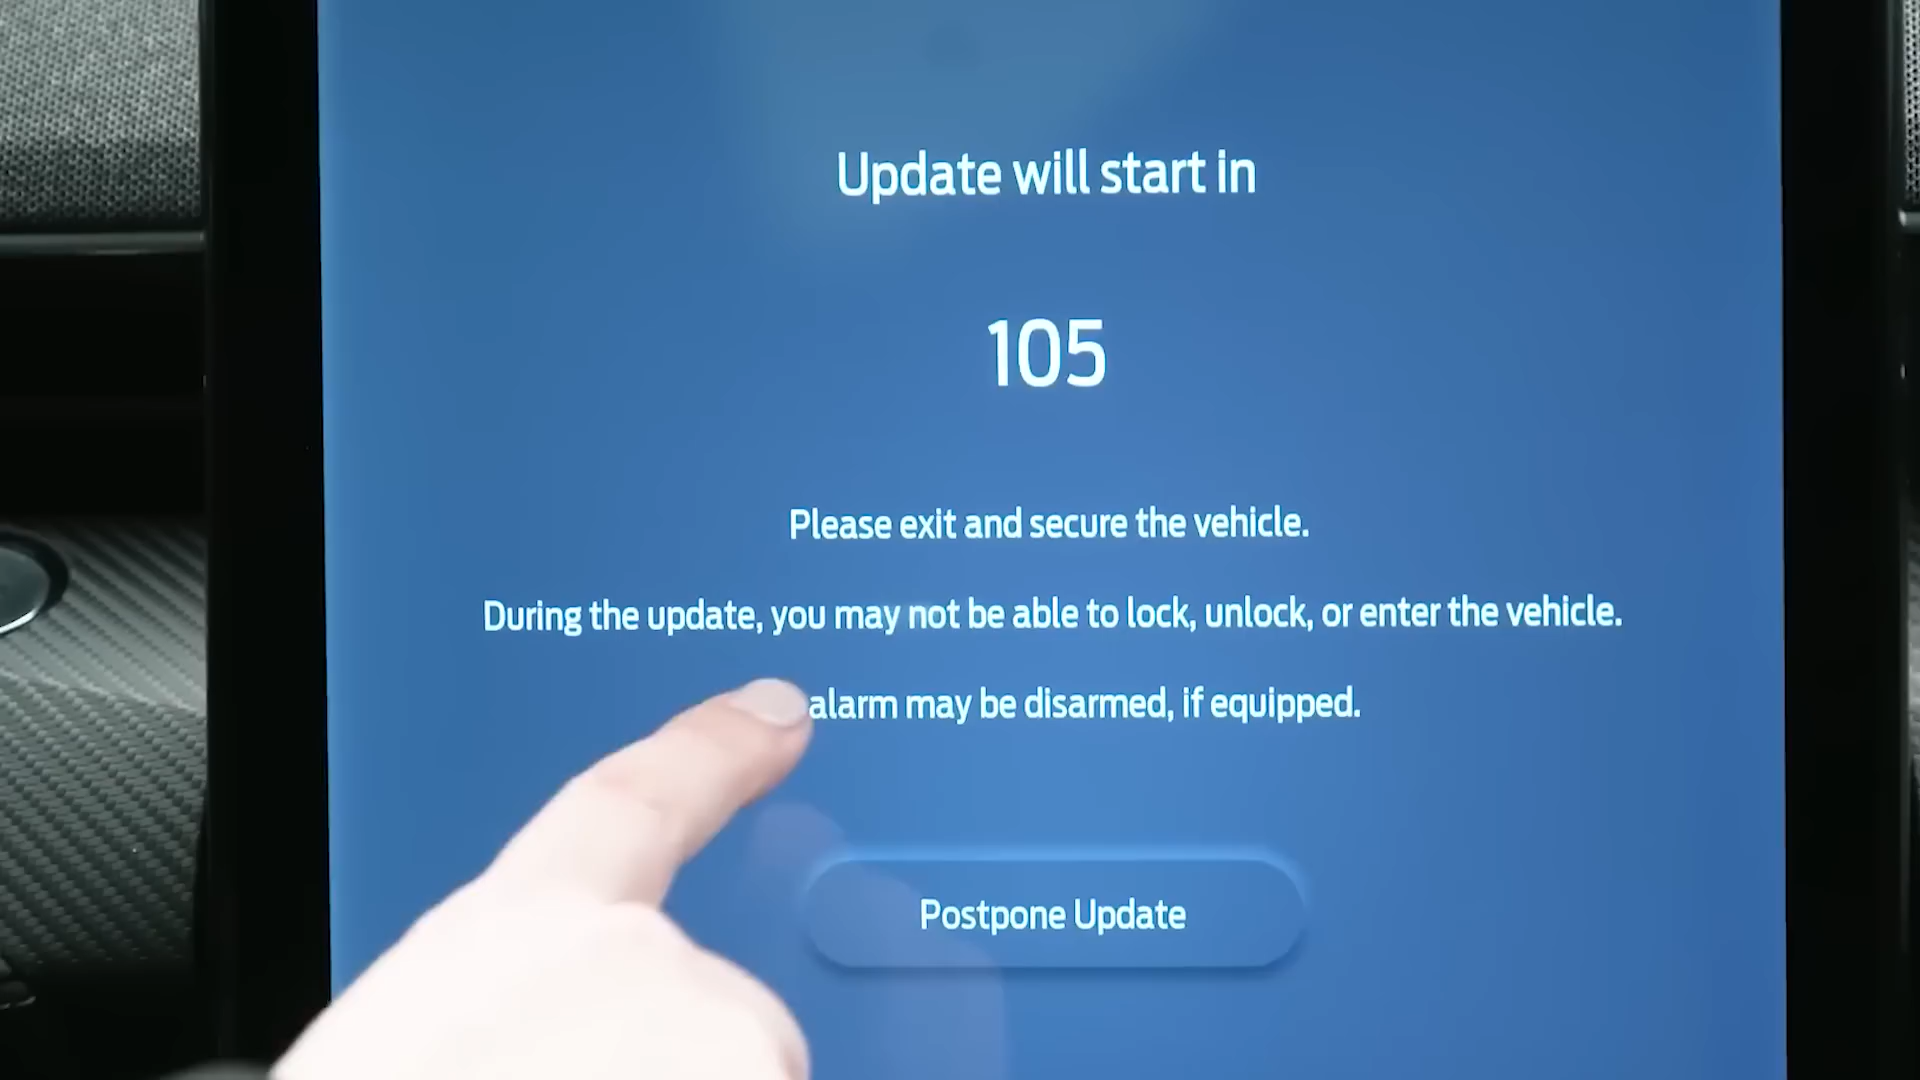 Update will start in
105
Please exit and secure the vehicle.
During the update, you may not be able to lock, unlock, or enter the vehicle.
alarm may be disarmed, if equipped.
Postpone Update